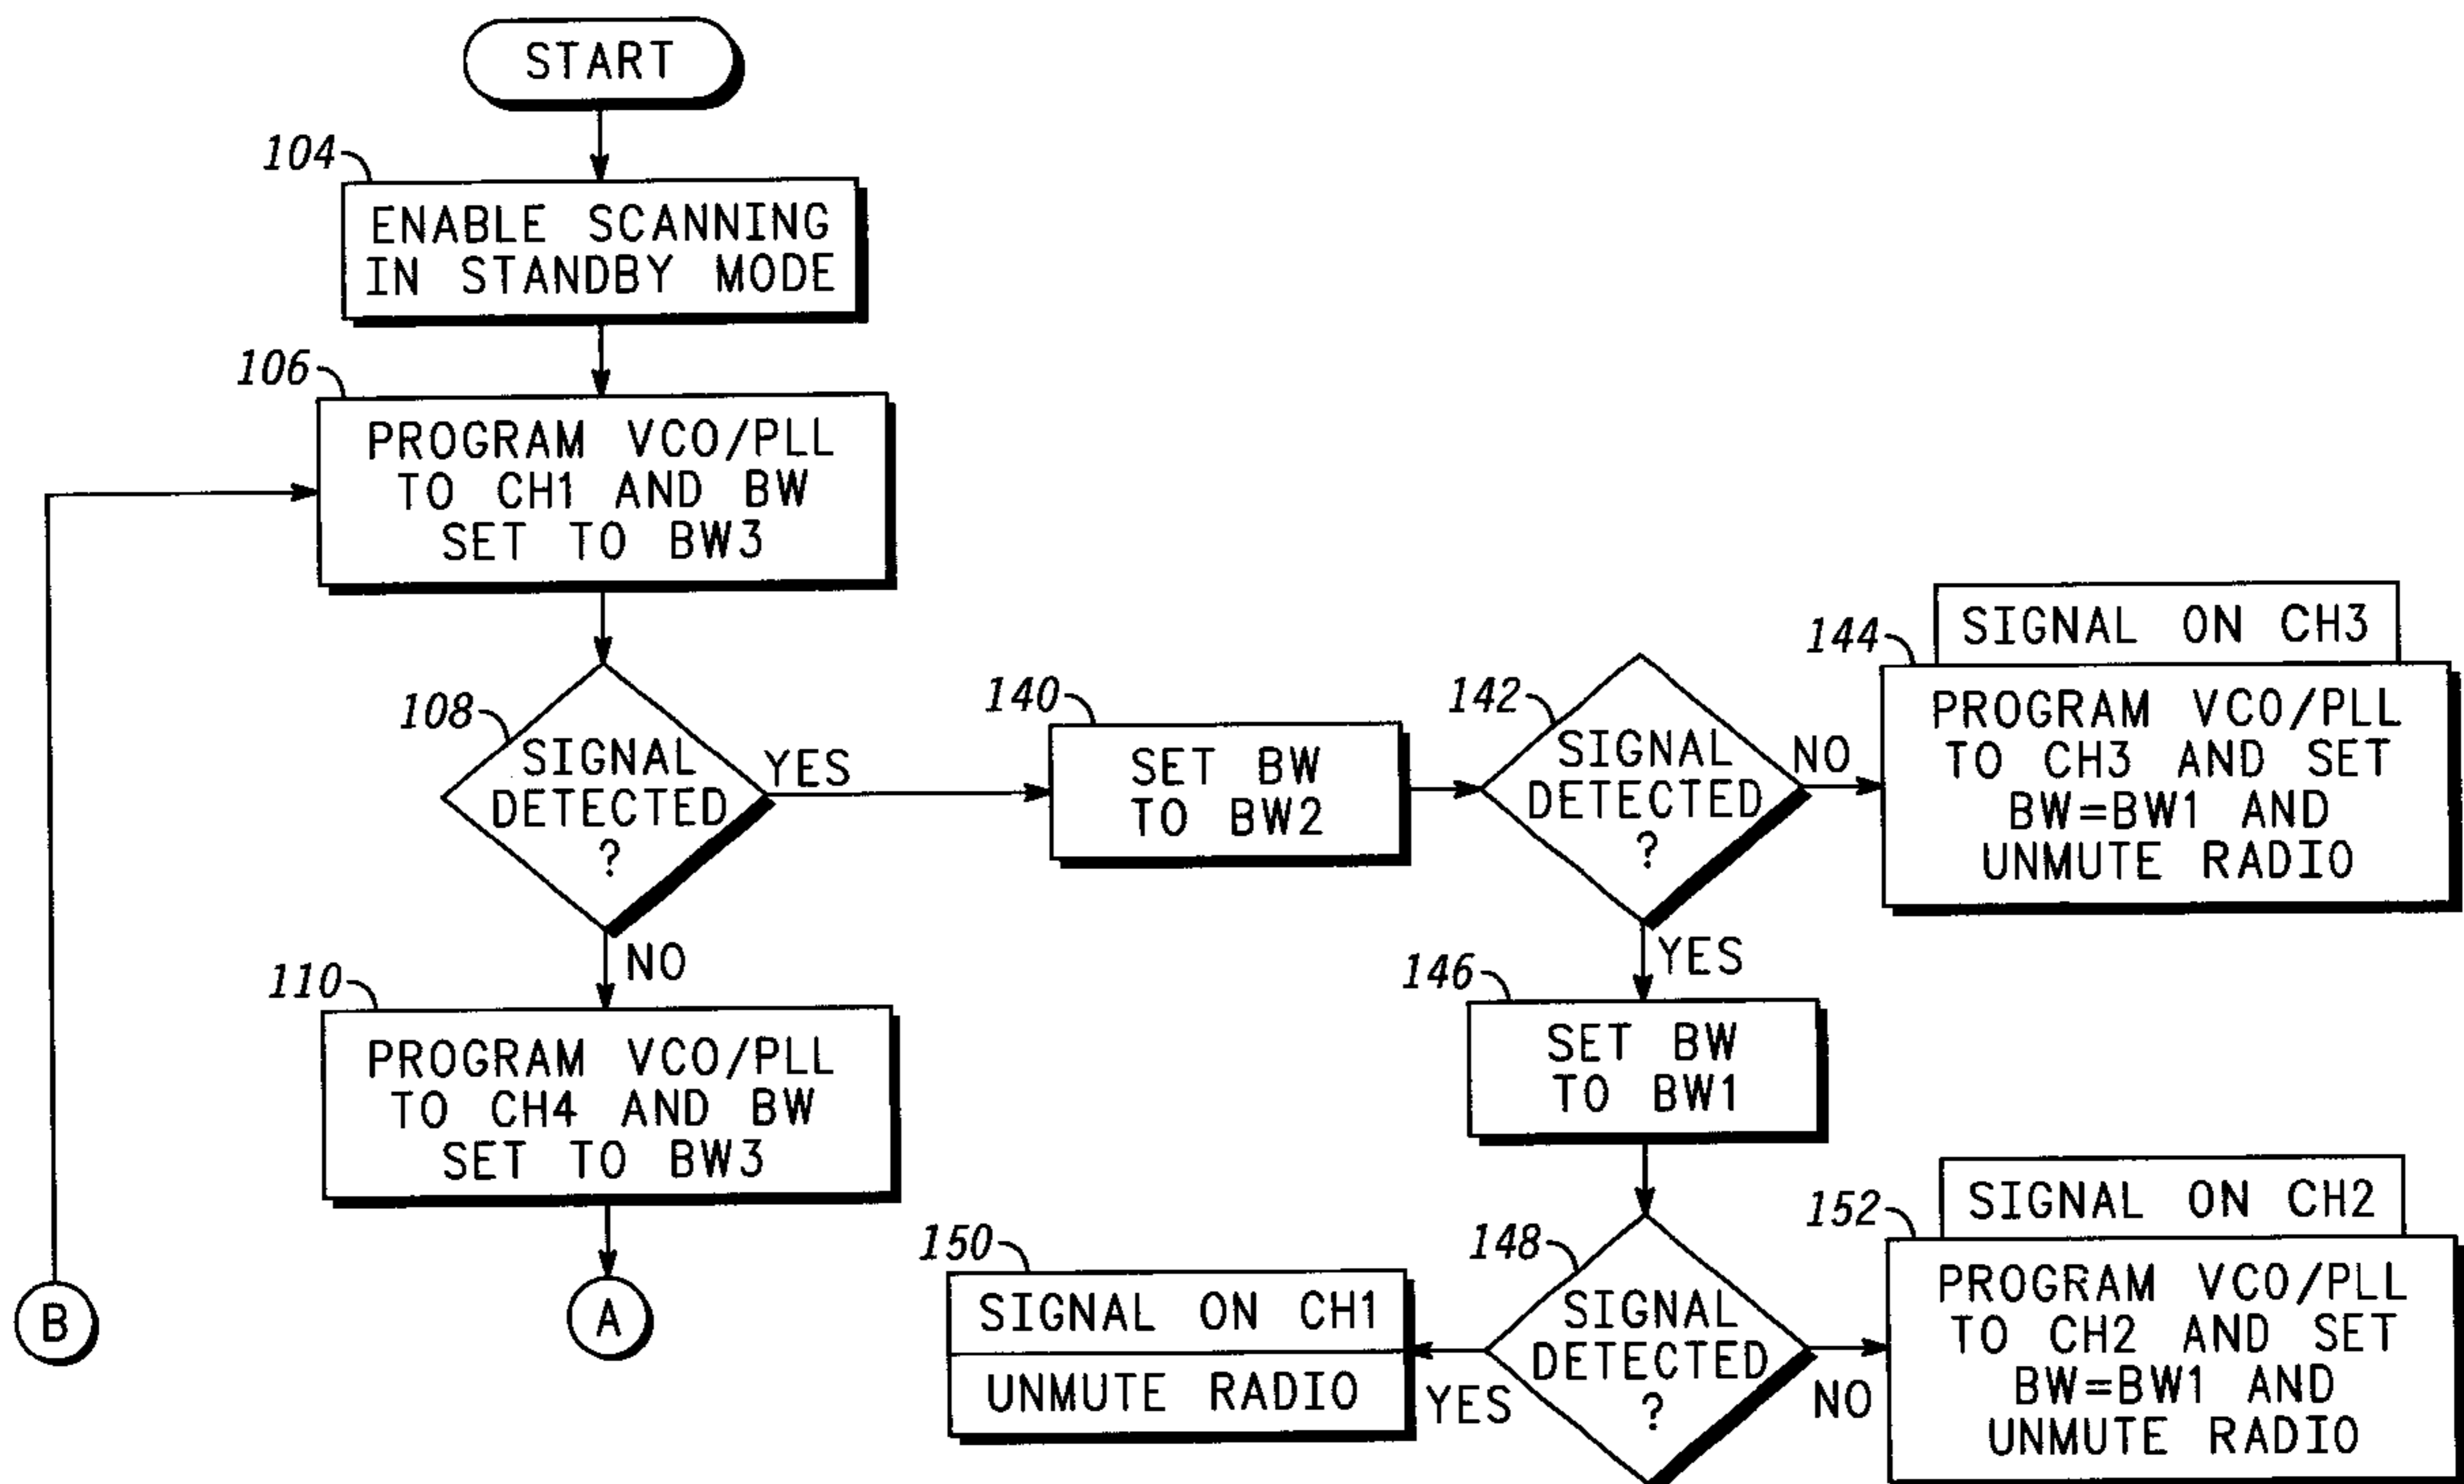 START
104
ENABLE SCANNING
IN STANDBY MODE
106
PROGRAM VCO/PLL
TO CH1 AND BW
SET TO BW3
108
SIGNAL
DETECTED
?
YES
NO
140
SET BW
TO BW2
142
SIGNAL
DETECTED
?
NO
YES
144
SIGNAL ON CH3
PROGRAM VCO/PLL
TO CH3 AND SET
BW=BW1 AND
UNMUTE RADIO
110
PROGRAM VCO/PLL
TO CH4 AND BW
SET TO BW3
A
B
146
SET BW
TO BW1
148
SIGNAL
DETECTED
?
YES
NO
150
SIGNAL ON CH1
UNMUTE RADIO
152
SIGNAL ON CH2
PROGRAM VCO/PLL
TO CH2 AND SET
BW=BW1 AND
UNMUTE RADIO